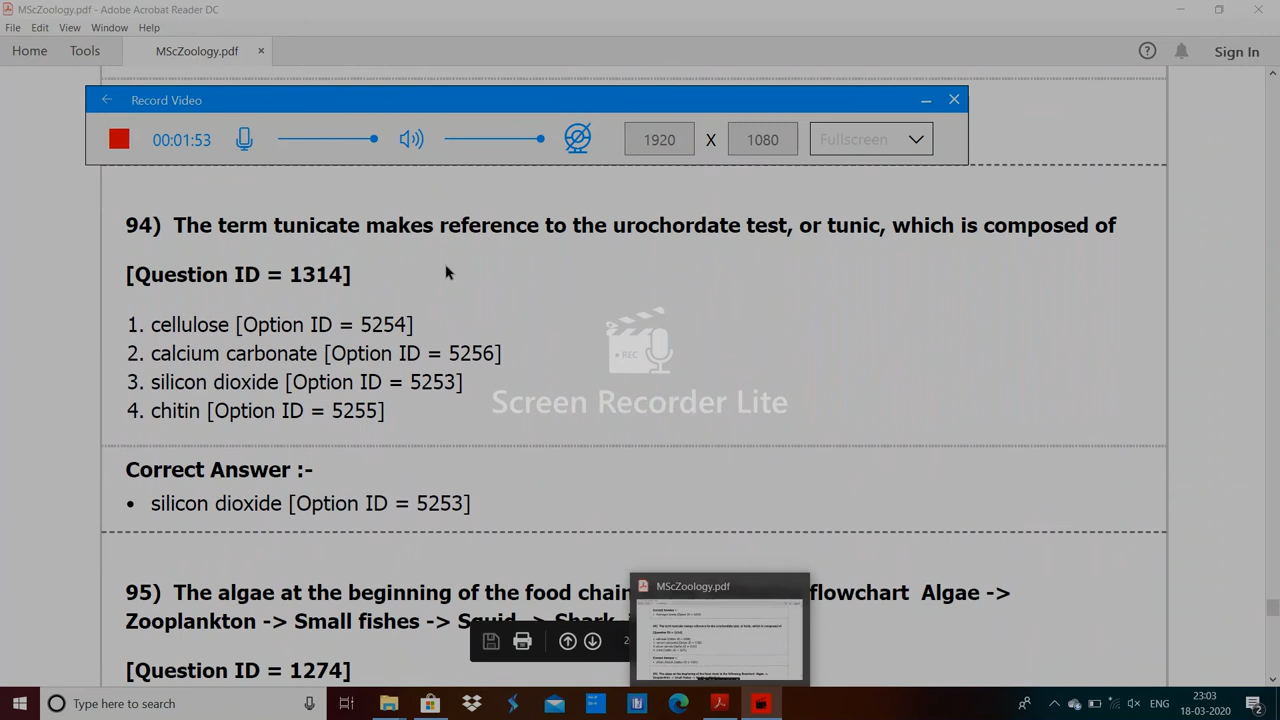 MScZoology.pdf - Adobe Acrobat Reader DC
File Edit View Window Help
Home Tools MScZoology.pdf × Sign In
Record Video
00:01:53 1920 X 1080 Fullscreen
94) The term tunicate makes reference to the urochordate test, or tunic, which is composed of
[Question ID = 1314]
1. cellulose [Option ID = 5254]
2. calcium carbonate [Option ID = 5256]
3. silicon dioxide [Option ID = 5253]
4. chitin [Option ID = 5255]
REC
Screen Recorder Lite
Correct Answer :-
• silicon dioxide [Option ID = 5253]
MScZoology.pdf
95) The algae at the beginning of the food chain flowchart Algae ->
Zooplankton -> Small fishes -> Squid -> Shark
[Question ID = 1274]
Type here to search
ENG
23:03
18-03-2020
2